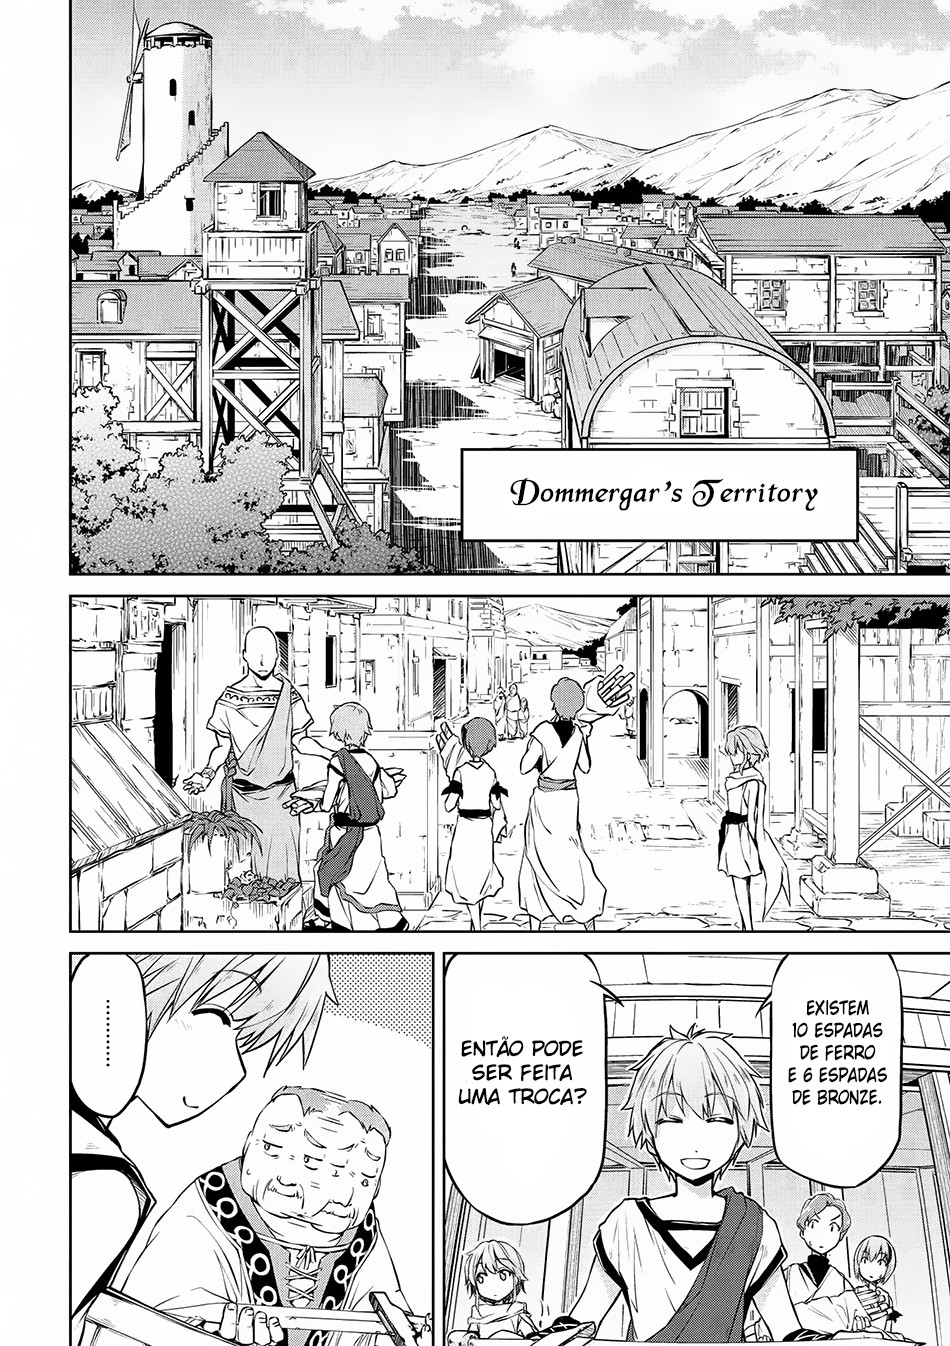 Dommergar's Territory
EXISTEM
10 ESPADAS
DE FERRO
E 6 ESPADAS
DE BRONZE.
ENTÃO PODE
SER FEITA
UMA TROCA?
............